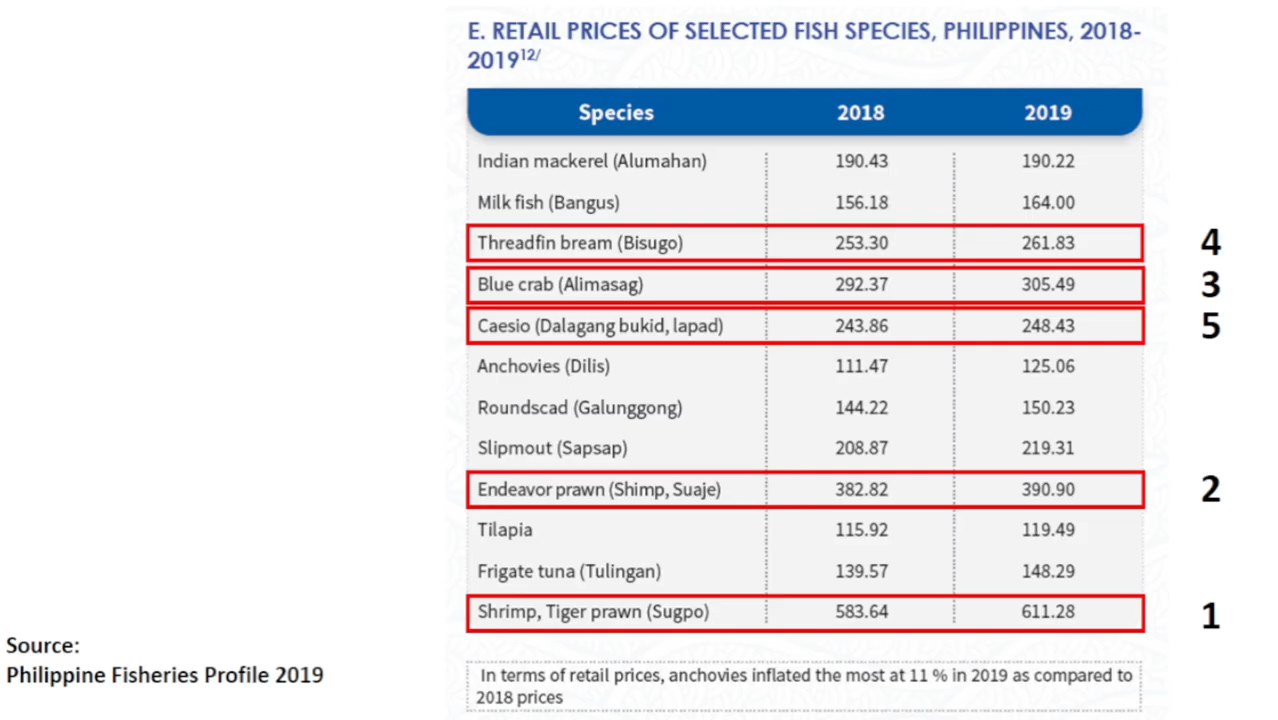 E. RETAIL PRICES OF SELECTED FISH SPECIES, PHILIPPINES, 2018-
2019¹²/
Species 2018 2019
Indian mackerel (Alumahan) 190.43 190.22
Milk fish (Bangus) 156.18 164.00
Threadfin bream (Bisugo) 253.30 261.83 4
Blue crab (Alimasag) 292.37 305.49 3
Caesio (Dalagang bukid, lapad) 243.86 248.43 5
Anchovies (Dilis) 111.47 125.06
Roundscad (Galunggong) 144.22 150.23
Slipmout (Sapsap) 208.87 219.31
Endeavor prawn (Shimp, Suaje) 382.82 390.90 2
Tilapia 115.92 119.49
Frigate tuna (Tulingan) 139.57 148.29
Shrimp, Tiger prawn (Sugpo) 583.64 611.28 1
Source:
Philippine Fisheries Profile 2019
In terms of retail prices, anchovies inflated the most at 11 % in 2019 as compared to
2018 prices